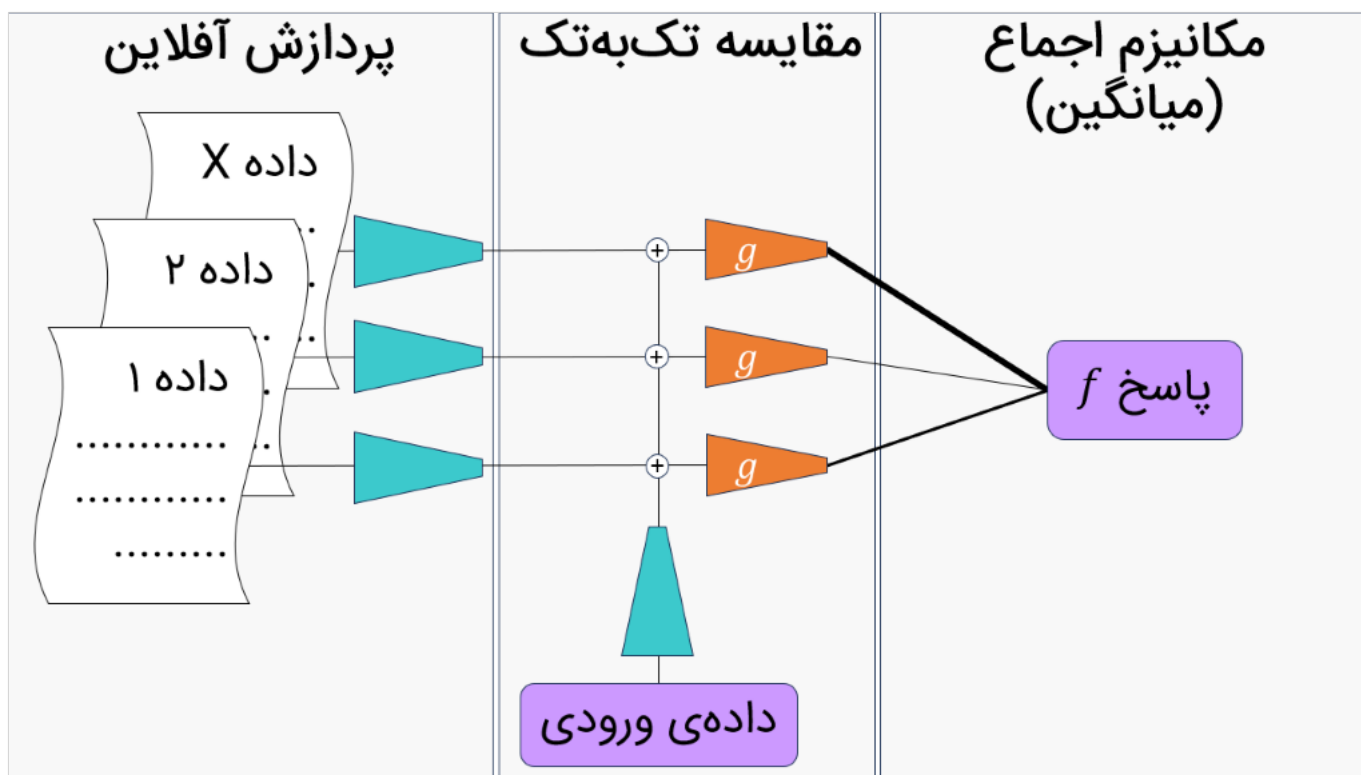 مکانیزم اجماع
(میانگین)
مقایسه تک‌به‌تک
پردازش آفلاین
داده X
..
داده ۲
.
.. ..
داده ۱
.
............
..
............
.........
g
g
g
+
+
+
پاسخ f
داده‌ی ورودی